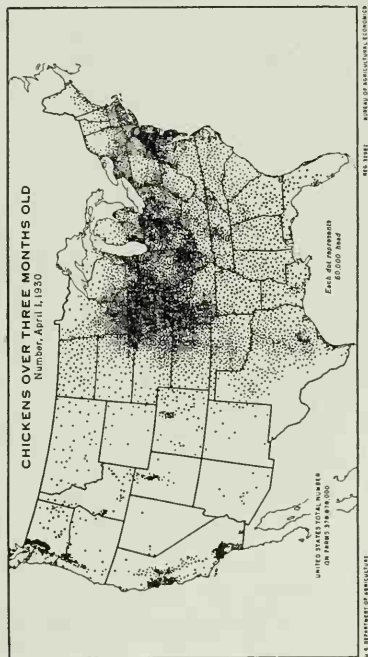 CHICKENS OVER THREE MONTHS OLD
Number, April 1, 1930
Each dot represents
50,000 head
UNITED STATES TOTAL NUMBER
ON FARMS 378,878,000
U. S. DEPARTMENT OF AGRICULTURE
BUREAU OF AGRICULTURAL ECONOMICS